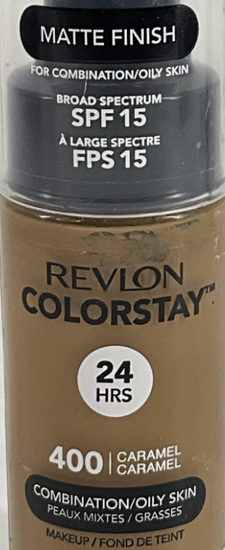 MATTE FINISH
FOR COMBINATION/OILY SKIN
BROAD SPECTRUM
SPF 15
À LARGE SPECTRE
FPS 15
REVLON
COLORSTAY™
24
HRS
400 | CARAMEL
CARAMEL
COMBINATION/OILY SKIN
PEAUX MIXTES / GRASSES
MAKEUP / FOND DE TEINT